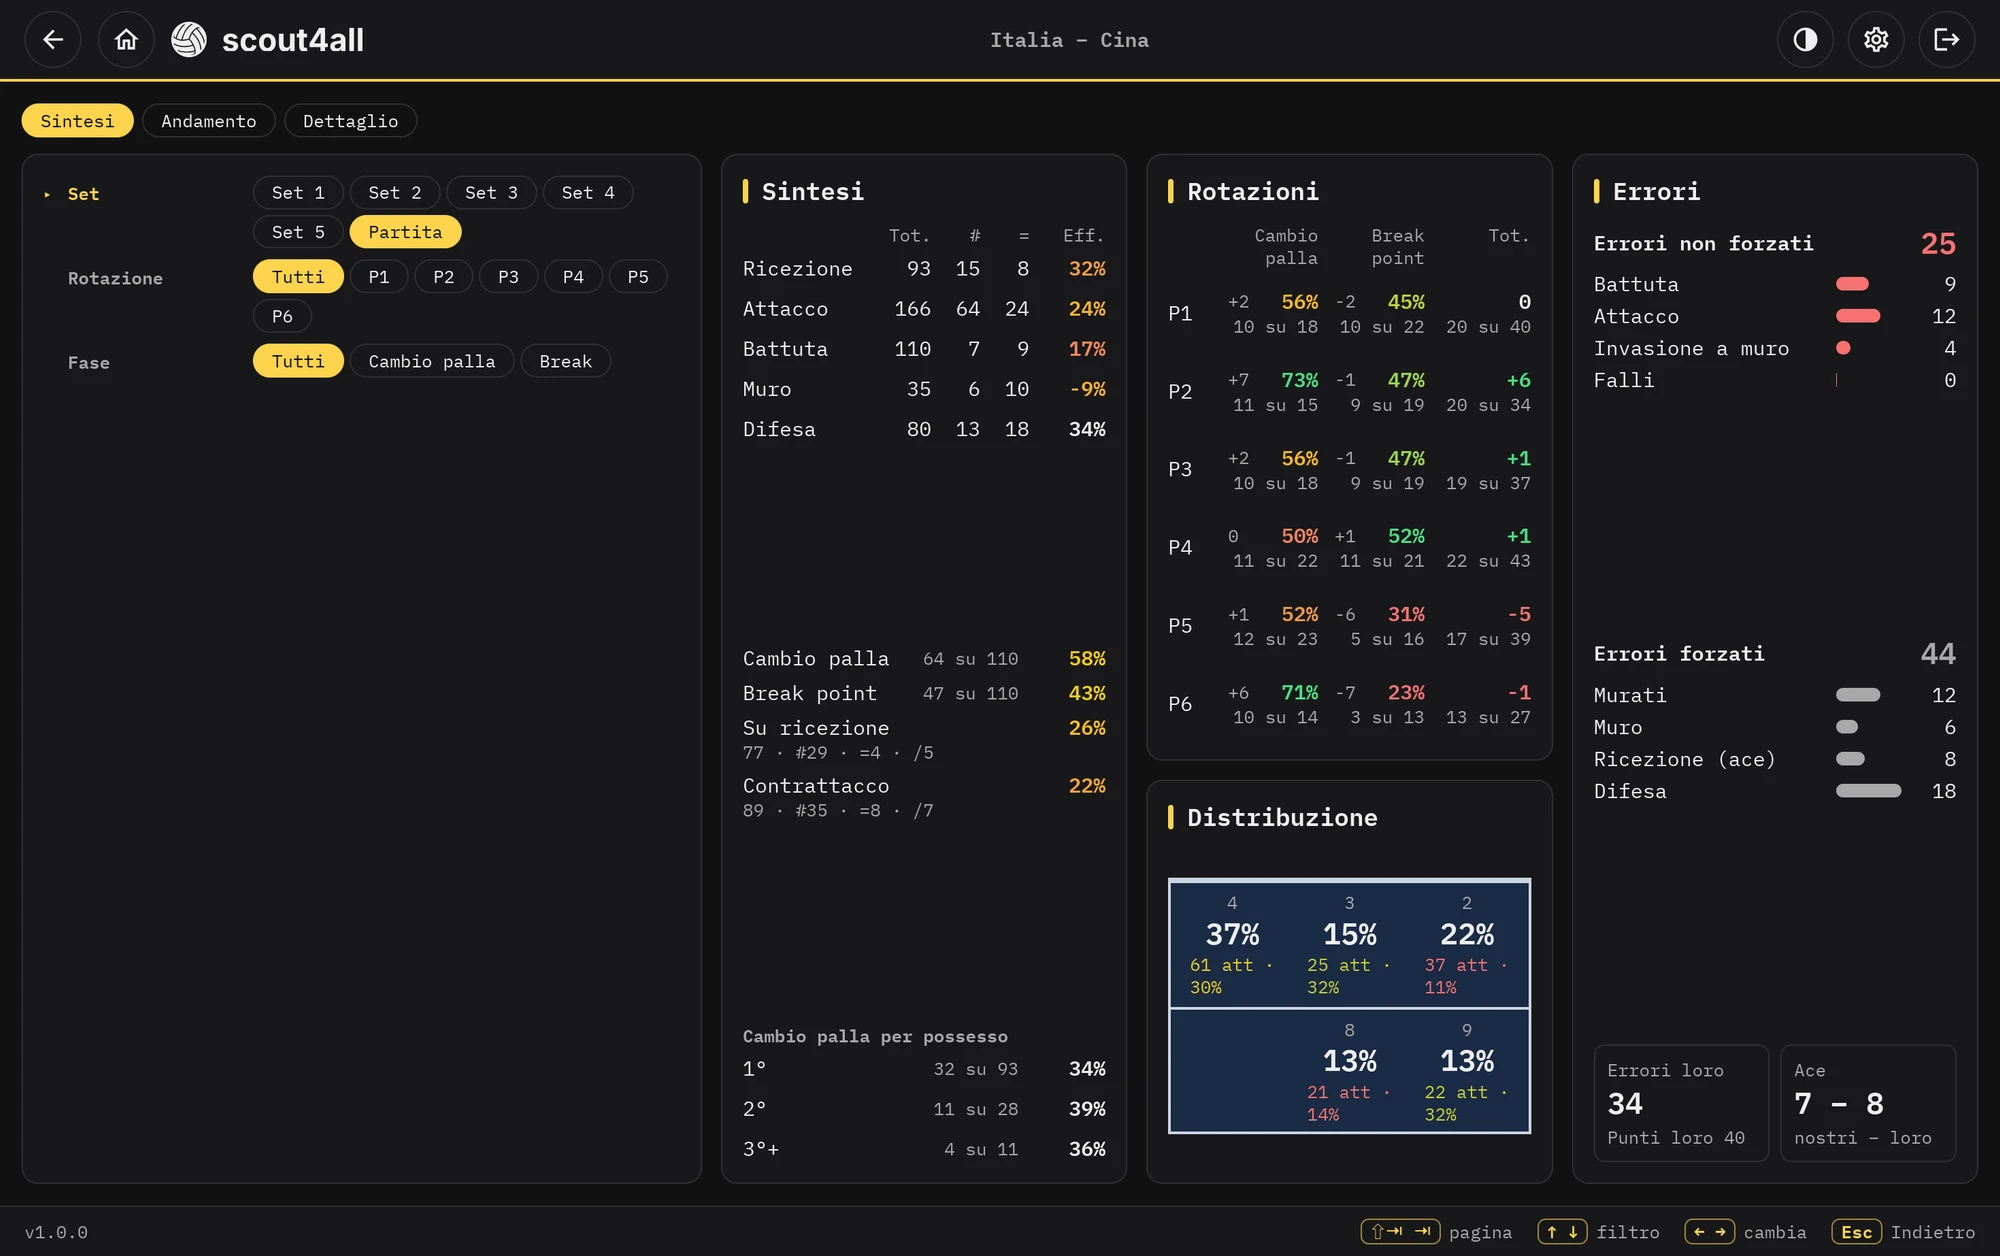 scout4all
Italia – Cina
Sintesi Andamento Dettaglio
Set
Set 1 Set 2 Set 3 Set 4
Set 5 Partita
Rotazione
Tutti P1 P2 P3 P4 P5
P6
Fase
Tutti Cambio palla Break
Sintesi
Tot. # = Eff.
Ricezione 93 15 8 32%
Attacco 166 64 24 24%
Battuta 110 7 9 17%
Muro 35 6 10 -9%
Difesa 80 13 18 34%
Cambio palla 64 su 110 58%
Break point 47 su 110 43%
Su ricezione 26%
77 · #29 · =4 · /5
Contrattacco 22%
89 · #35 · =8 · /7
Cambio palla per possesso
1° 32 su 93 34%
2° 11 su 28 39%
3°+ 4 su 11 36%
Rotazioni
Cambio Break Tot.
palla point
P1
+2 56% -2 45% 0
10 su 18 10 su 22 20 su 40
P2
+7 73% -1 47% +6
11 su 15 9 su 19 20 su 34
P3
+2 56% -1 47% +1
10 su 18 9 su 19 19 su 37
P4
0 50% +1 52% +1
11 su 22 11 su 21 22 su 43
P5
+1 52% -6 31% -5
12 su 23 5 su 16 17 su 39
P6
+6 71% -7 23% -1
10 su 14 3 su 13 13 su 27
Distribuzione
4 3 2
37% 15% 22%
61 att · 25 att · 37 att ·
30% 32% 11%
8 9
13% 13%
21 att · 22 att ·
14% 32%
Errori
Errori non forzati 25
Battuta 9
Attacco 12
Invasione a muro 4
Falli 0
Errori forzati 44
Murati 12
Muro 6
Ricezione (ace) 8
Difesa 18
Errori loro
34
Punti loro 40
Ace
7 – 8
nostri – loro
v1.0.0
⇧⇥ ⇥ pagina ↑ ↓ filtro ← → cambia Esc Indietro